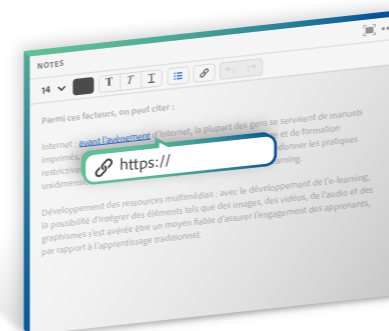 NOTES
14 T T I
Parmi ces facteurs, on peut citer :
Internet : avant l'avènement d'Internet, la plupart des gens se servaient de manuels
imprimés, et de formation
restrictive donner les pratiques
unidimen arning.
https://
Développement des ressources multimédias : avec le développement de l'e-learning,
la possibilité d'intégrer des éléments tels que des images, des vidéos, de l'audio et des
graphismes s'est avérée être un moyen fiable d'assurer l'engagement des apprenants,
par rapport à l'apprentissage traditionnel.